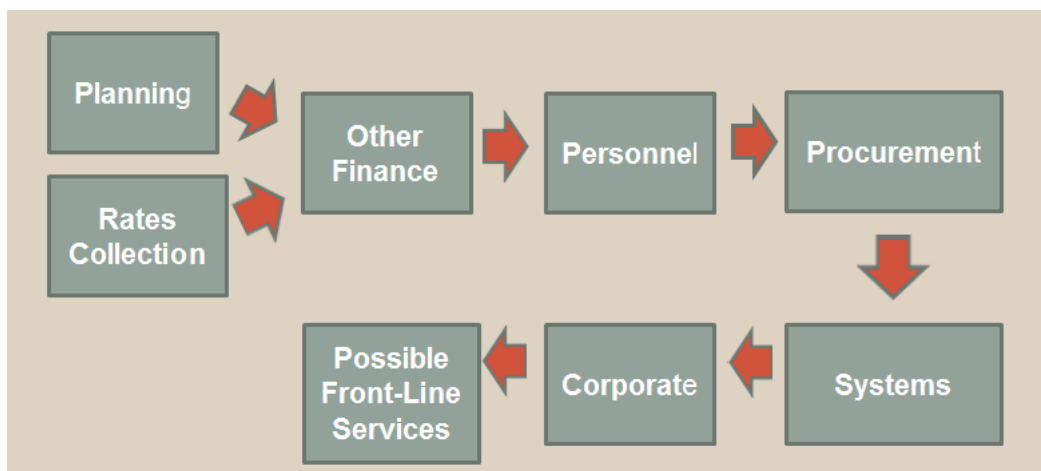 Planning
Rates
Collection
Other
Finance
Personnel
Procurement
Systems
Corporate
Possible
Front-Line
Services